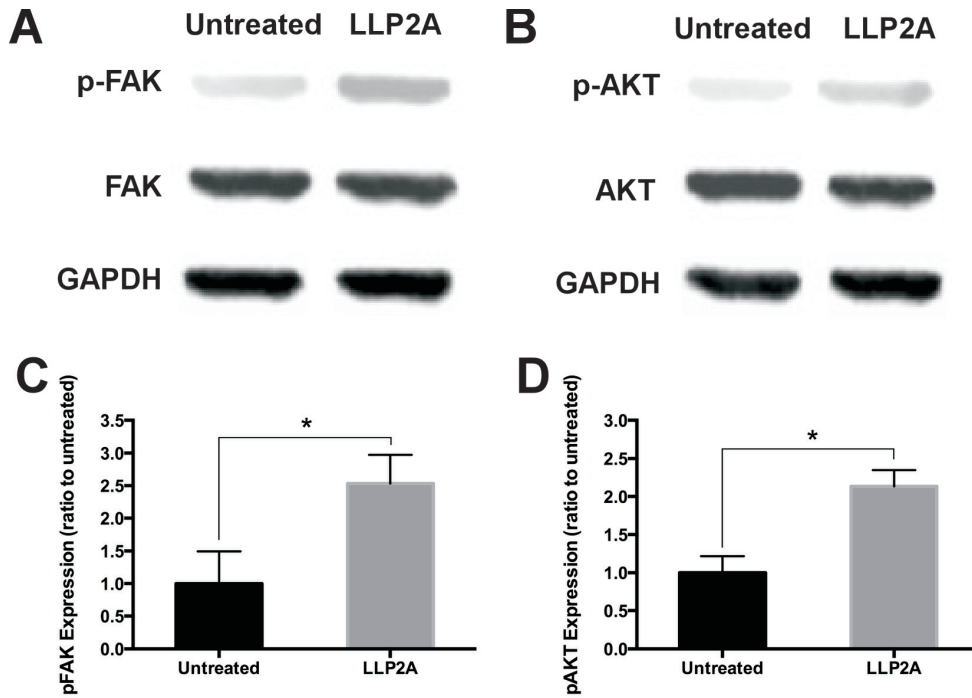 A
Untreated LLP2A
p-FAK
FAK
GAPDH
B
Untreated LLP2A
p-AKT
AKT
GAPDH
C
pFAK Expression (ratio to untreated)
3.5
3.0
2.5
2.0
1.5
1.0
0.5
0.0
*
Untreated LLP2A
D
pAKT Expression (ratio to untreated)
3.0
2.5
2.0
1.5
1.0
0.5
0.0
*
Untreated LLP2A